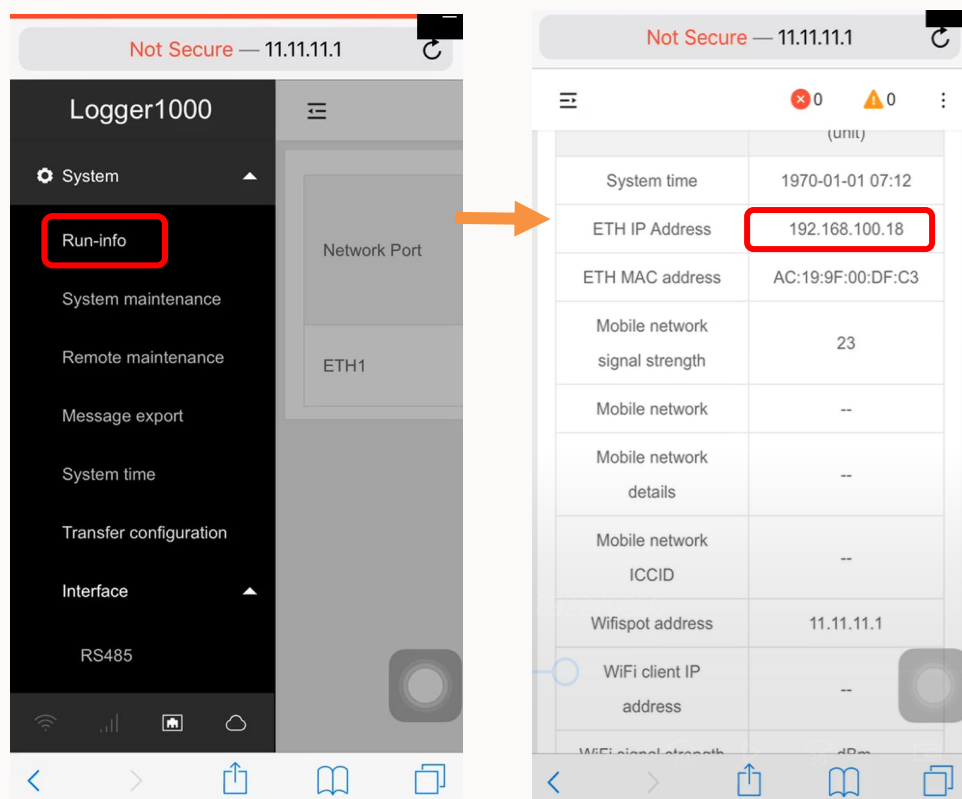 Not Secure — 11.11.11.1
Logger1000
System
Run-info
System maintenance
Remote maintenance
Message export
System time
Transfer configuration
Interface
RS485
Network Port
ETH1
Not Secure — 11.11.11.1
0 0
(unit)
System time 1970-01-01 07:12
ETH IP Address 192.168.100.18
ETH MAC address AC:19:9F:00:DF:C3
Mobile network
signal strength
23
Mobile network --
Mobile network
details
--
Mobile network
ICCID
--
Wifispot address 11.11.11.1
WiFi client IP
address
--
WiFi signal strength dBm